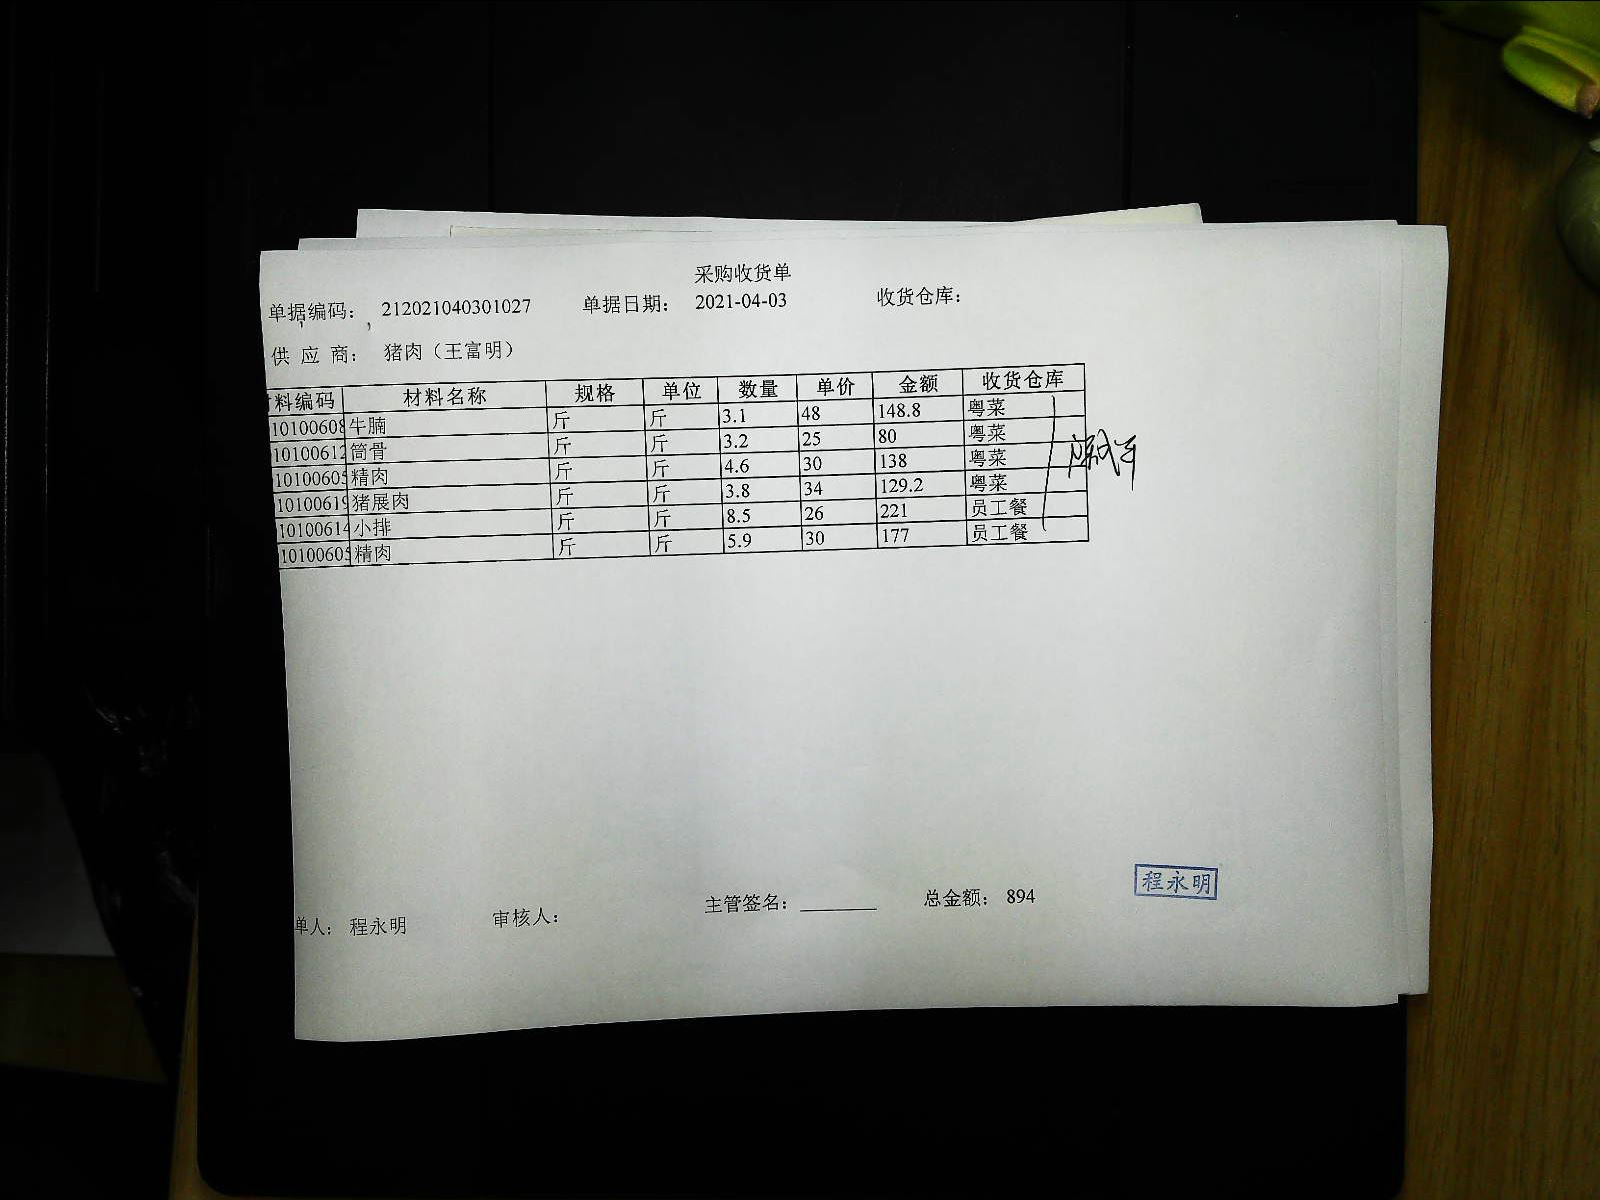 采购收货单
单据编码： 212021040301027 单据日期： 2021-04-03 收货仓库：
供 应 商： 猪肉（王富明）
料编码 材料名称 规格 单位 数量 单价 金额 收货仓库
10100608 牛腩 斤 斤 3.1 48 148.8 粤菜
10100612 筒骨 斤 斤 3.2 25 80 粤菜
10100605 精肉 斤 斤 4.6 30 138 粤菜
10100619 猪展肉 斤 斤 3.8 34 129.2 粤菜
10100614 小排 斤 斤 8.5 26 221 员工餐
10100605 精肉 斤 斤 5.9 30 177 员工餐
单人： 程永明 审核人： 主管签名： 总金额： 894
程永明